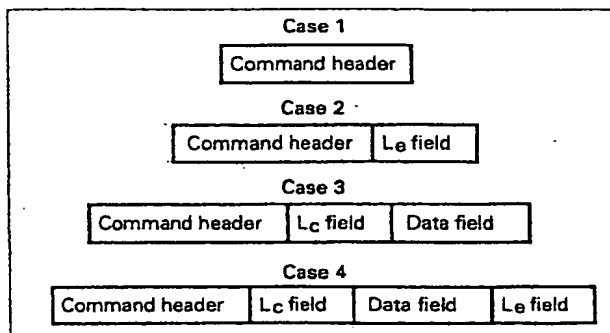 Case 1
Command header
Case 2
Command header Le field
Case 3
Command header Lc field Data field
Case 4
Command header Lc field Data field Le field